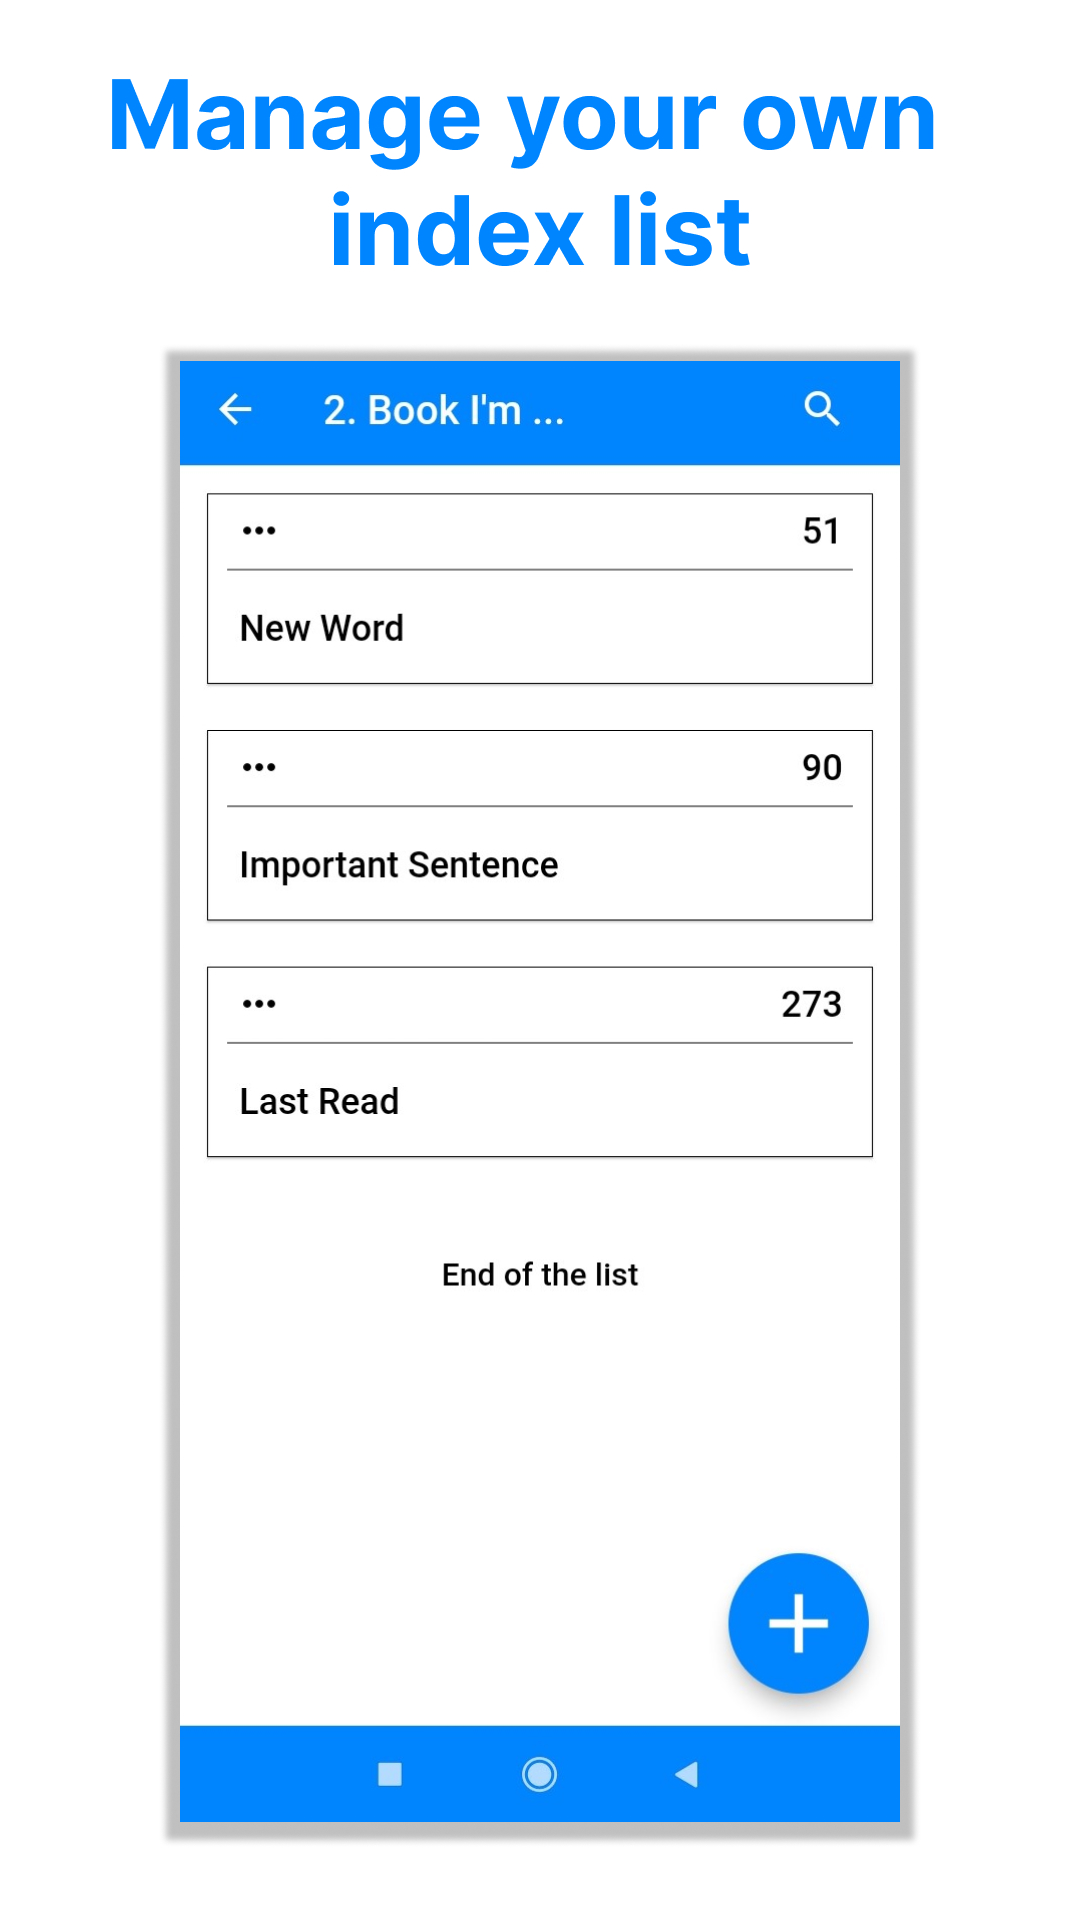 Manage your own
index list
2. Book I'm ...
51
New Word
90
Important Sentence
273
Last Read
End of the list